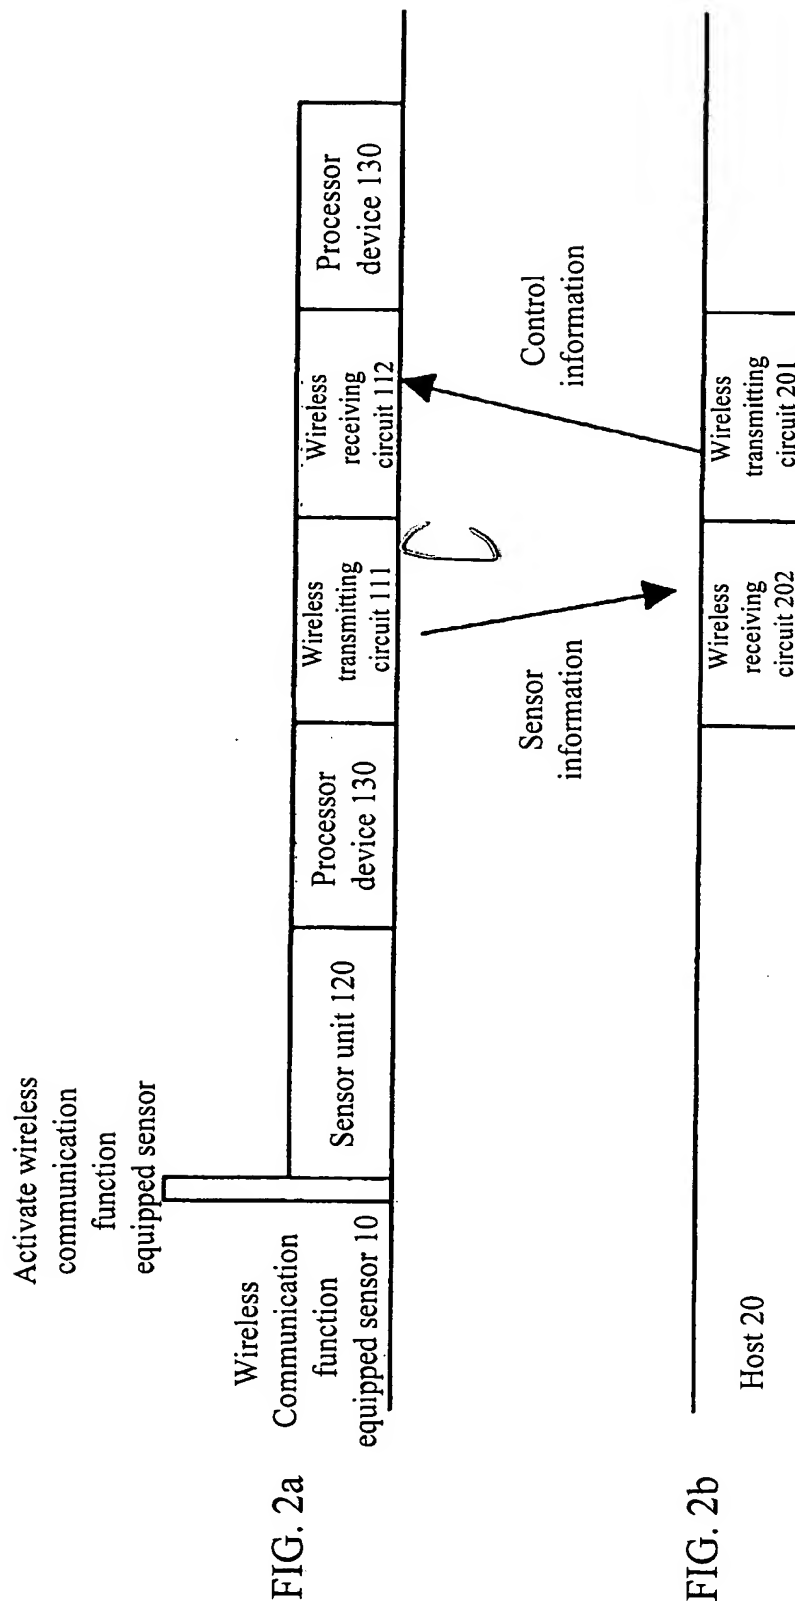 Activate wireless
communication
function
equipped sensor
Wireless
Communication
function
equipped sensor 10
Sensor unit 120
Processor
device 130
Wireless
transmitting
circuit 111
Wireless
receiving
circuit 112
Processor
device 130
FIG. 2a
Sensor
information
Control
information
Host 20
Wireless
receiving
circuit 202
Wireless
transmitting
circuit 201
FIG. 2b